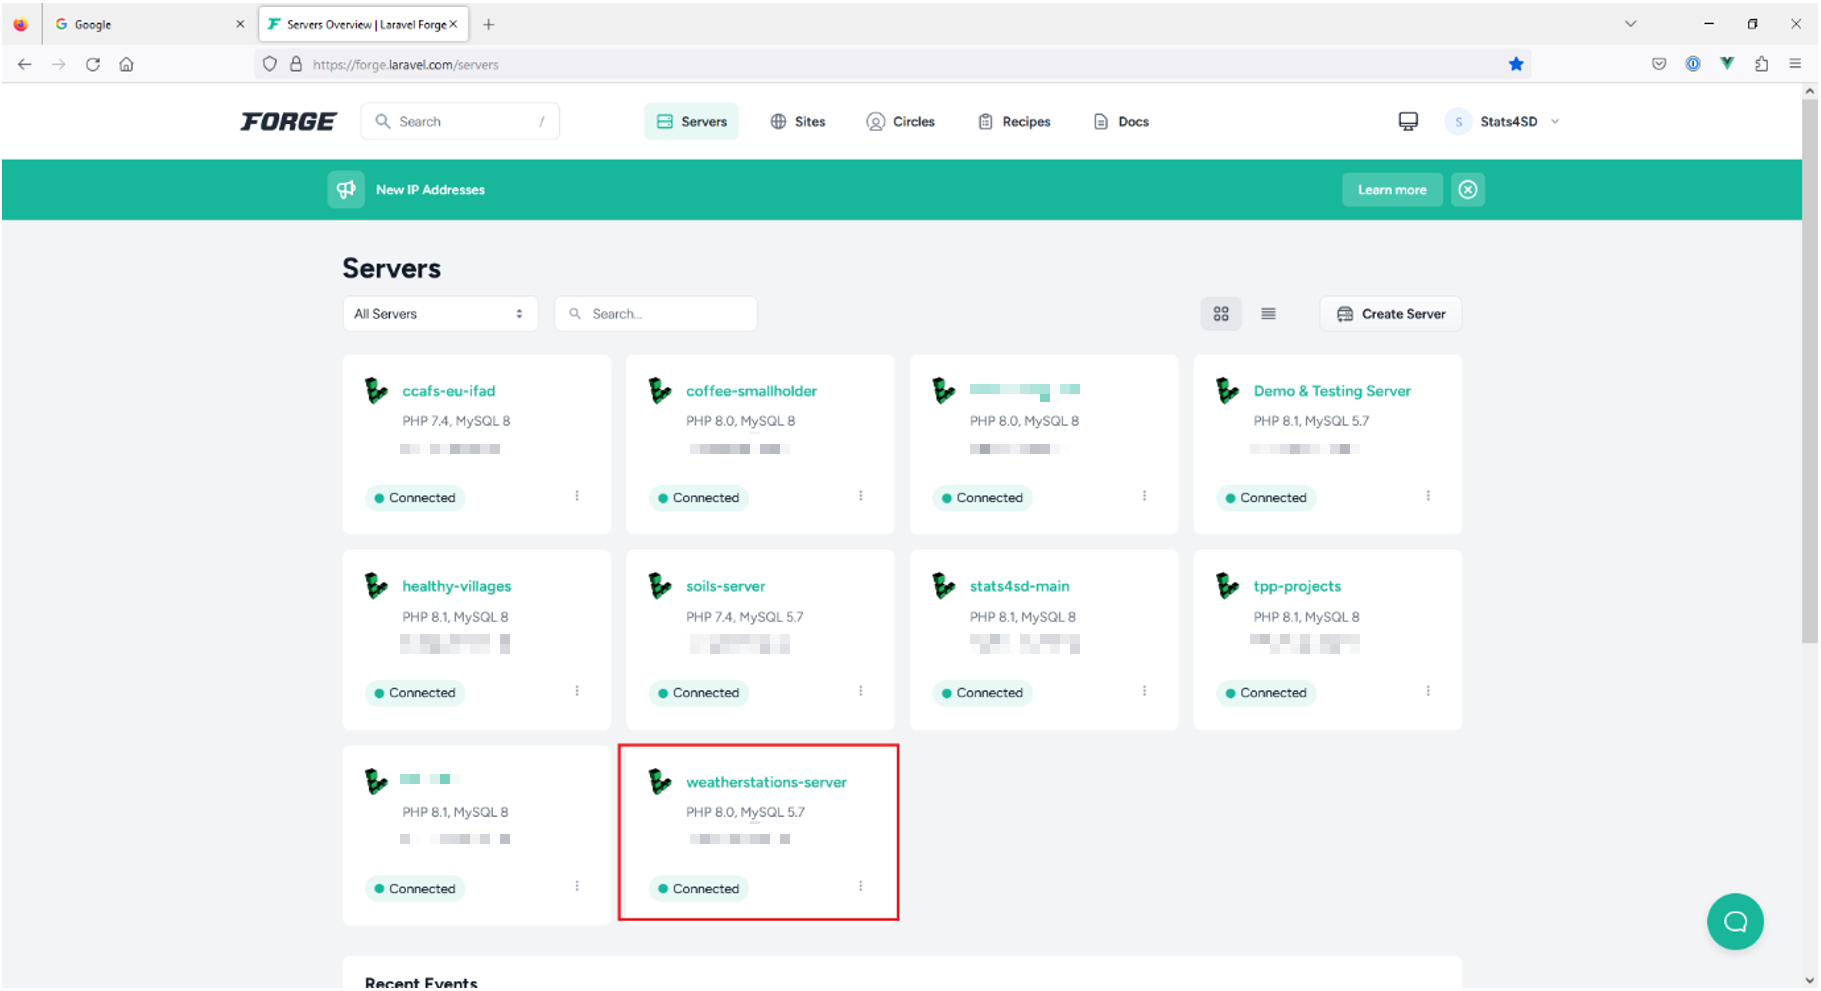 Google
Servers Overview | Laravel Forge
https://forge.laravel.com/servers
FORGE
Search /
Servers
Sites
Circles
Recipes
Docs
S
Stats4SD
New IP Addresses
Learn more
Servers
All Servers
Search...
Create Server
ccafs-eu-ifad
PHP 7.4, MySQL 8
Connected
coffee-smallholder
PHP 8.0, MySQL 8
Connected
PHP 8.0, MySQL 8
Connected
Demo & Testing Server
PHP 8.1, MySQL 5.7
Connected
healthy-villages
PHP 8.1, MySQL 8
Connected
soils-server
PHP 7.4, MySQL 5.7
Connected
stats4sd-main
PHP 8.1, MySQL 8
Connected
tpp-projects
PHP 8.1, MySQL 8
Connected
PHP 8.1, MySQL 8
Connected
weatherstations-server
PHP 8.0, MySQL 5.7
Connected
Recent Events